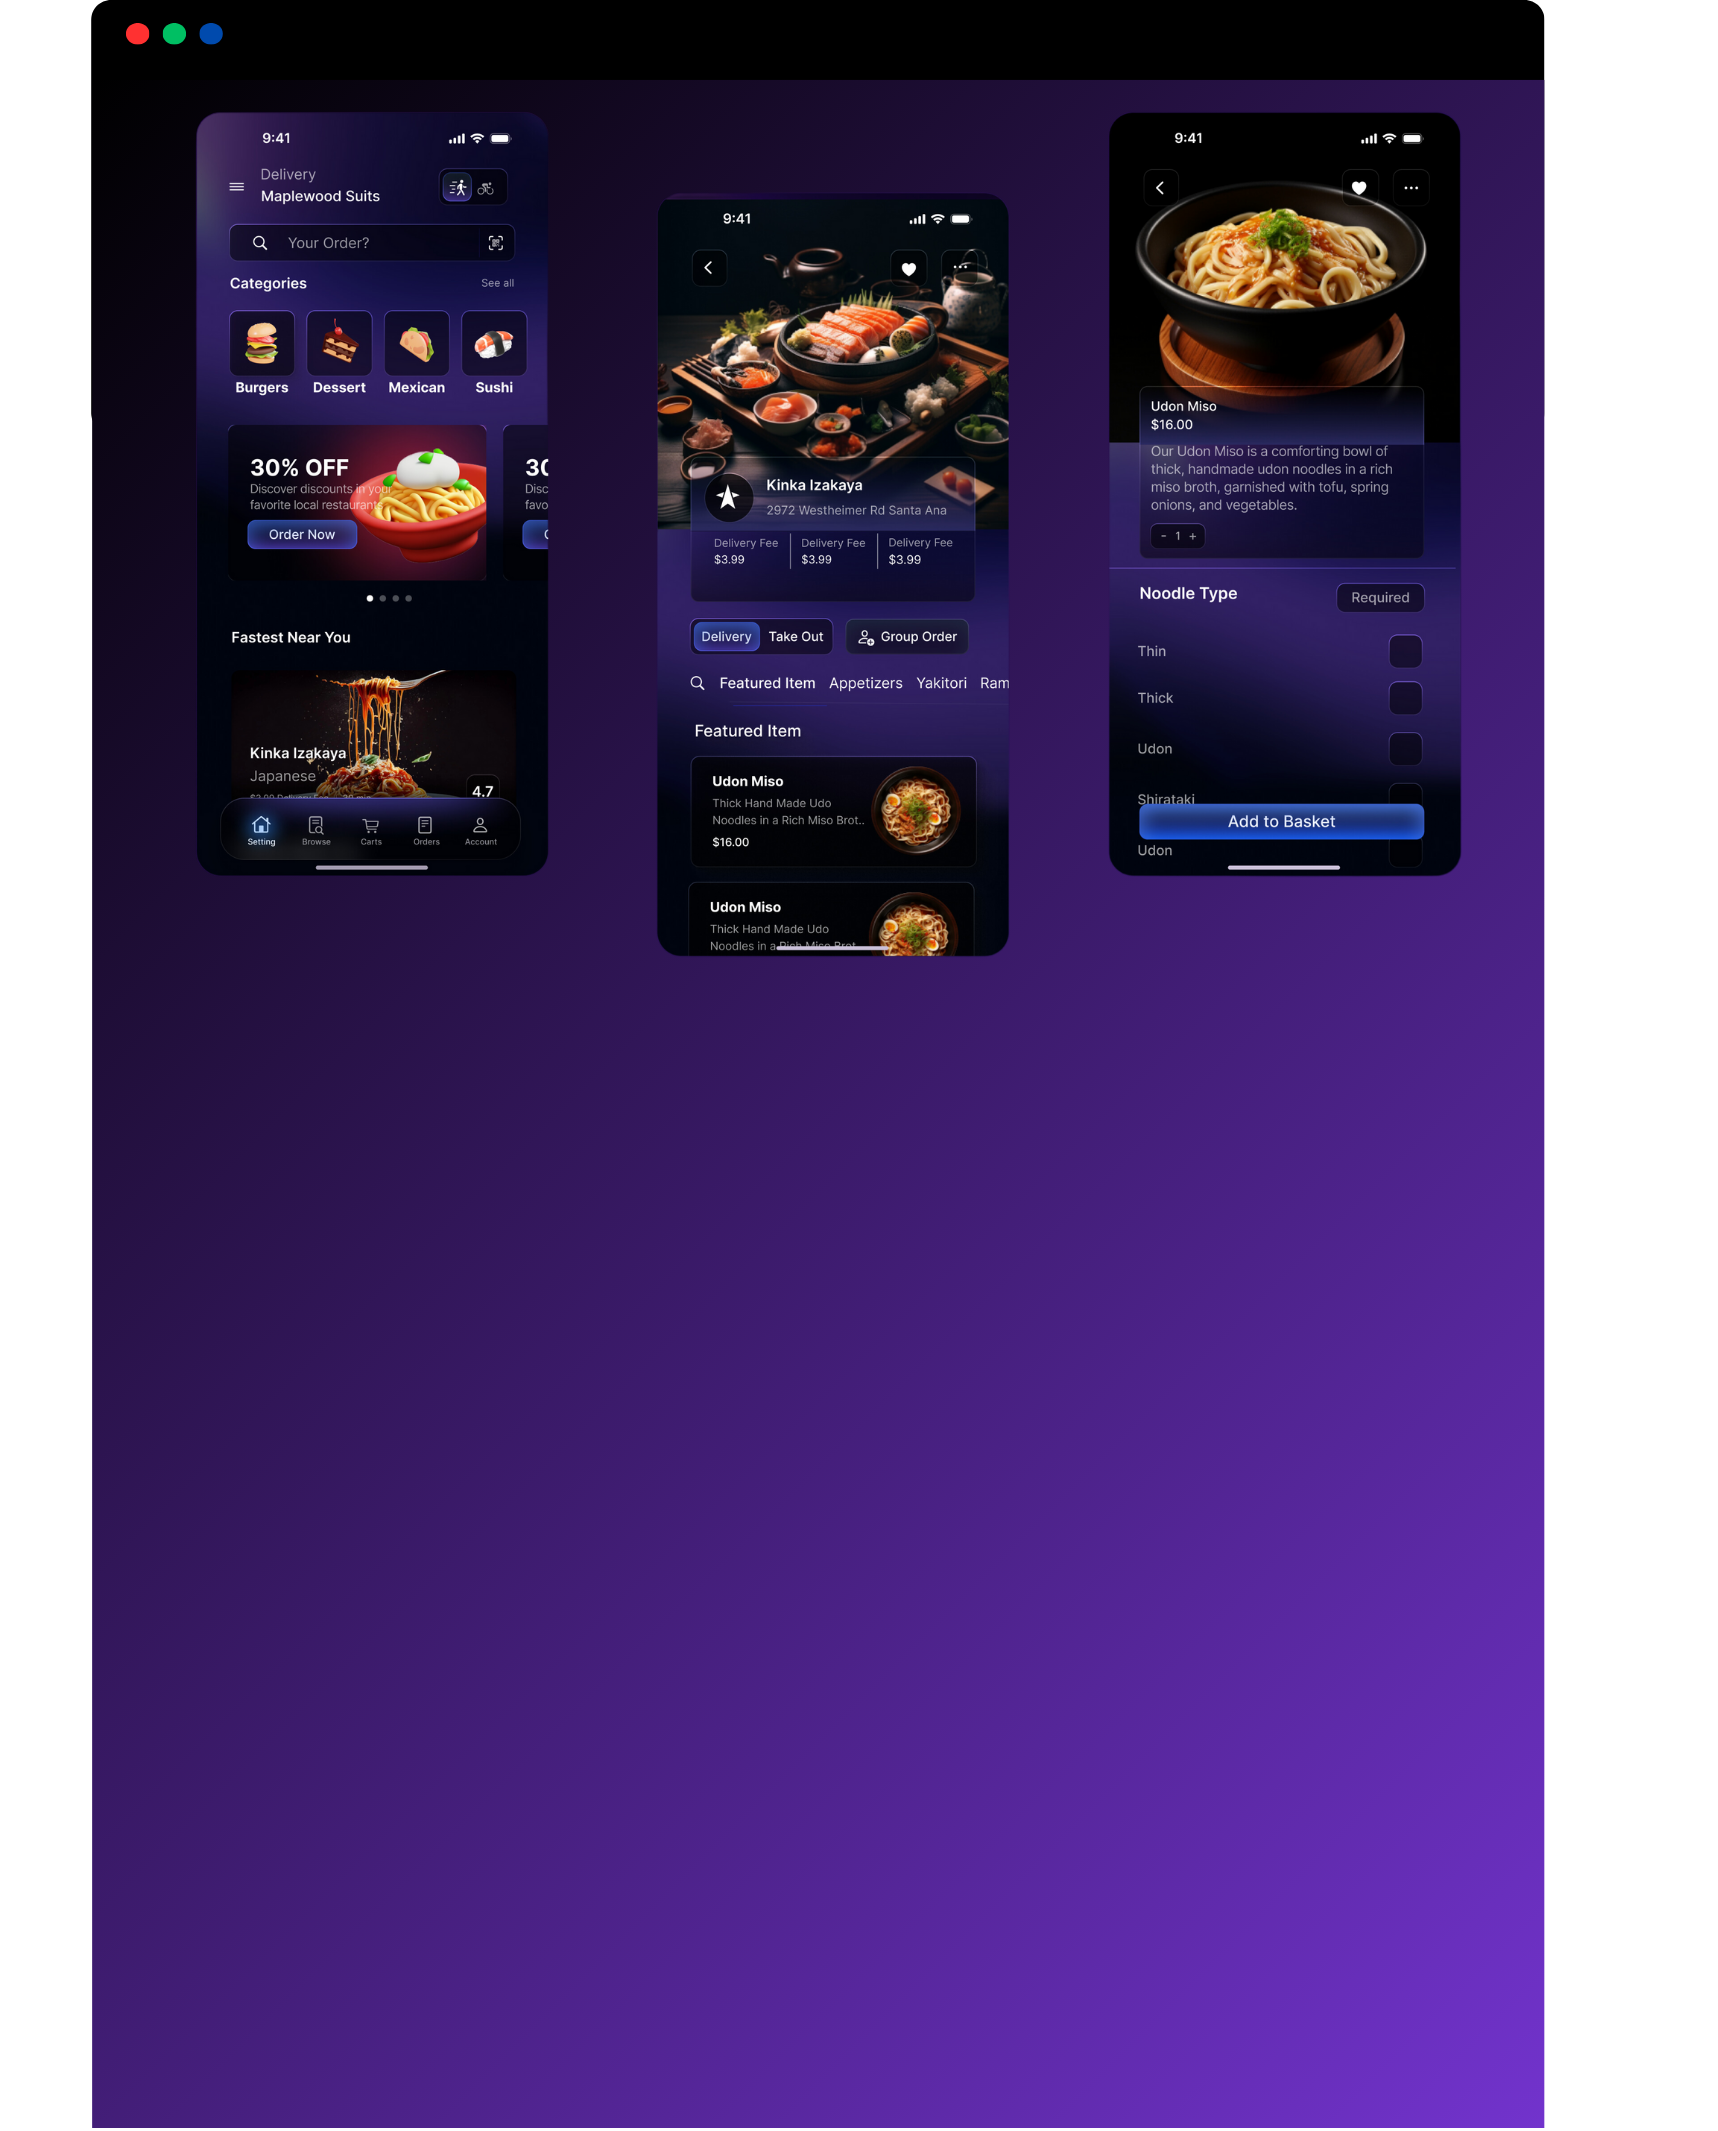 9:41
Delivery
Maplewood Suits
Your Order?
Categories
See all
Burgers
Dessert
Mexican
Sushi
30% OFF
Discover discounts in your
favorite local restaurants
Order Now
30
Disc
favo
Fastest Near You
Kinka Izakaya
Japanese
4.7
Setting
Browse
Carts
Orders
Account
9:41
Kinka Izakaya
2972 Westheimer Rd Santa Ana
Delivery Fee
$3.99
Delivery Fee
$3.99
Delivery Fee
$3.99
Delivery
Take Out
Group Order
Featured Item
Appetizers
Yakitori
Ram
Featured Item
Udon Miso
Thick Hand Made Udo
Noodles in a Rich Miso Brot..
$16.00
Udon Miso
Thick Hand Made Udo
Noodles in a Rich Miso Brot
9:41
Udon Miso
$16.00
Our Udon Miso is a comforting bowl of
thick, handmade udon noodles in a rich
miso broth, garnished with tofu, spring
onions, and vegetables.
- 1 +
Noodle Type
Required
Thin
Thick
Udon
Shirataki
Add to Basket
Udon